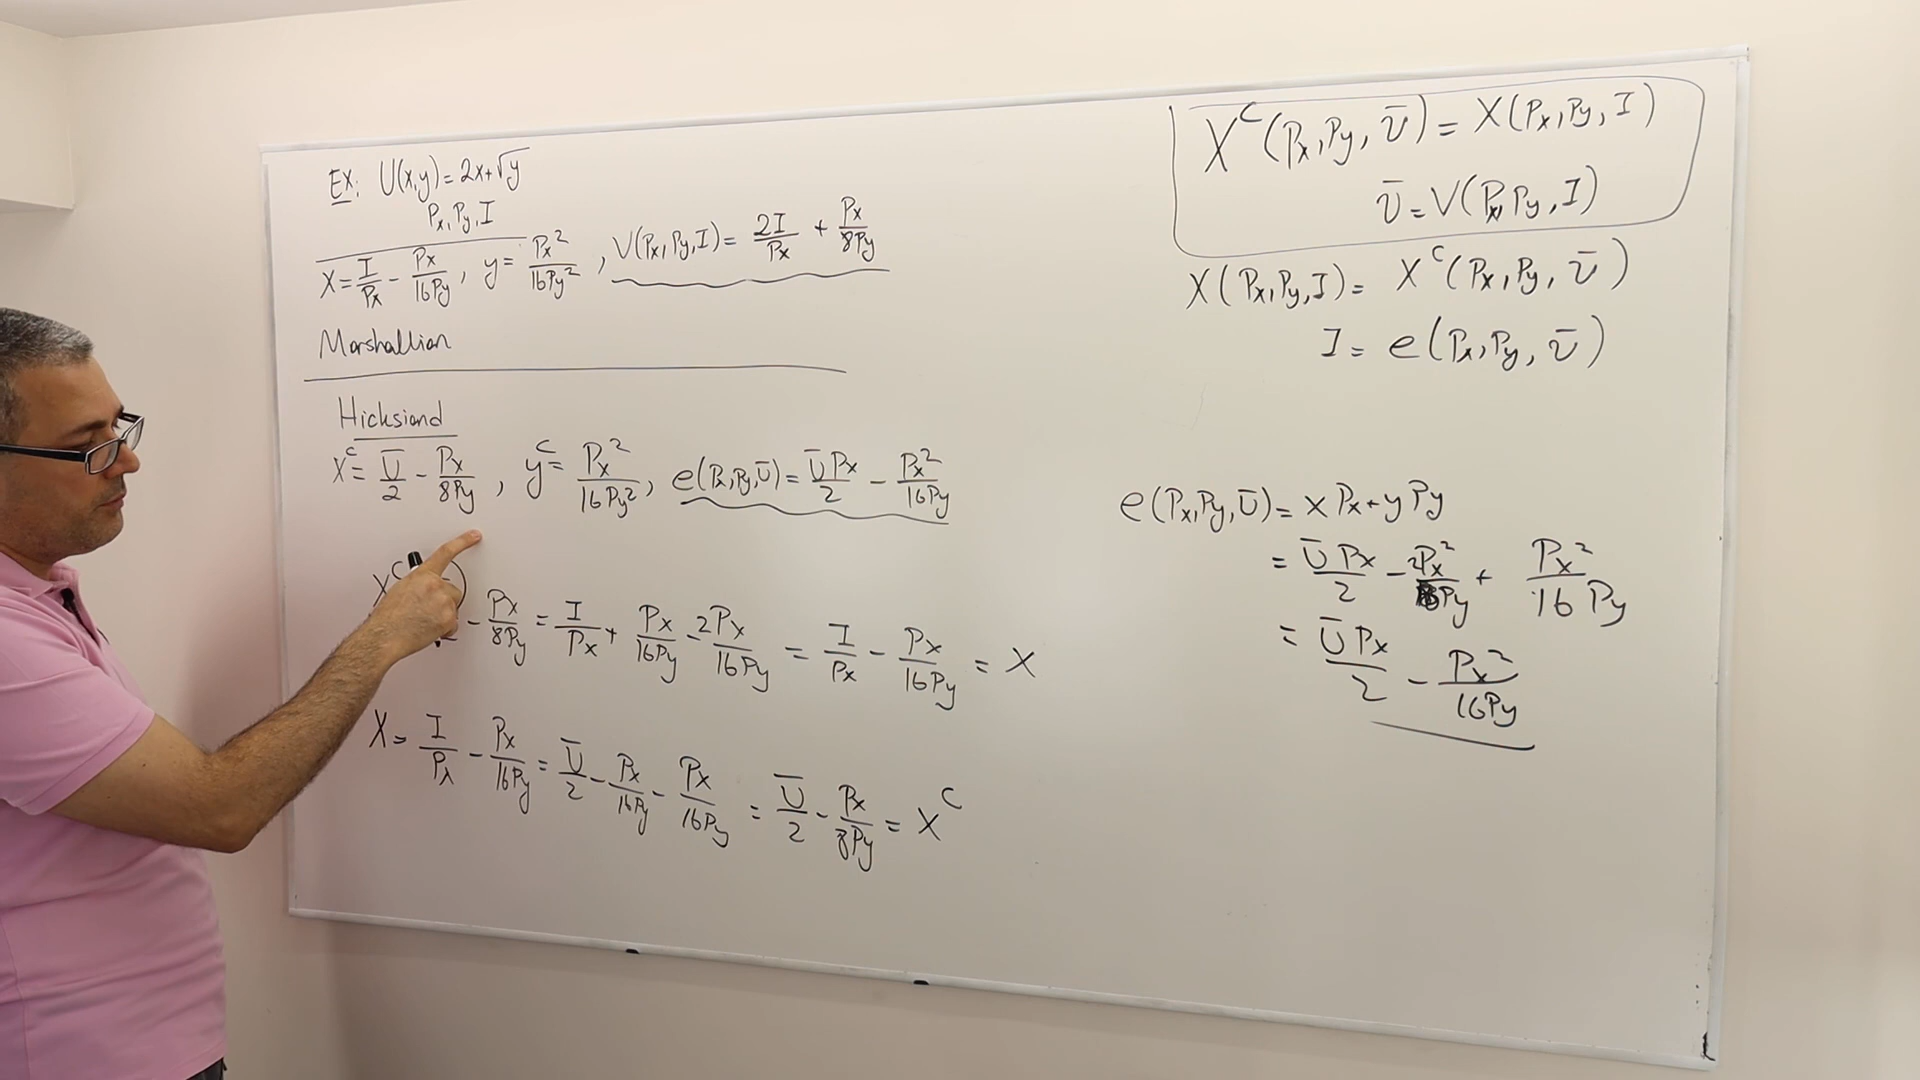 Ex: U(x,y)=2x+√y
Px, Py, I
X = I/Px - Px/16Py, y = Px²/16Py², V(Px,Py,I) = 2I/Px + Px/8Py
Marshallian
Hicksiand
X^c = Ū/2 - Px/8Py, y^c = Px²/16Py², e(Px,Py,Ū) = ŪPx/2 - Px²/16Py
X^c - Px/8Py = I/Px + Px/16Py - 2Px/16Py = I/Px - Px/16Py = X
X = I/Px - Px/16Py = Ū/2 - Px/16Py - Px/16Py = Ū/2 - Px/8Py = X^c
X^c(Px,Py,Ū) = X(Px,Py,I)
Ū = V(Px,Py,I)
X(Px,Py,I) = X^c(Px,Py,Ū)
I = e(Px,Py,Ū)
e(Px,Py,Ū) = xPx+yPy
= ŪPx/2 - 2Px²/16Py + Px²/16Py
= ŪPx/2 - Px²/16Py